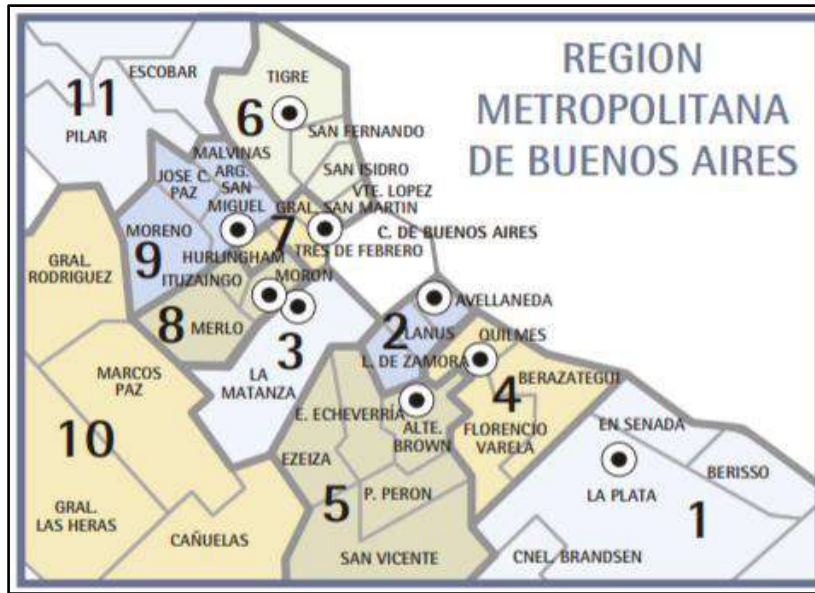 REGION
METROPOLITANA
DE BUENOS AIRES
11
ESCOBAR
PILAR
6
TIGRE
SAN FERNANDO
SAN ISIDRO
VTE. LOPEZ
MALVINAS
ARG.
JOSE C.
PAZ
SAN
MIGUEL
GRAL. SAN MARTIN
7
TRES DE FEBRERO
C. DE BUENOS AIRES
MORENO
9
HURLINGHAM
ITUZAINGO
MORON
8
MERLO
GRAL.
RODRIGUEZ
3
LA
MATANZA
2
AVELLANEDA
LANUS
L. DE ZAMORA
QUILMES
BERAZATEGUI
4
FLORENCIO
VARELA
MARCOS
PAZ
10
GRAL.
LAS HERAS
CAÑUELAS
E. ECHEVERRÍA
ALTE.
BROWN
EZEIZA
5
P. PERON
SAN VICENTE
EN SENADA
BERISSO
LA PLATA
1
CNEL. BRANDSEN